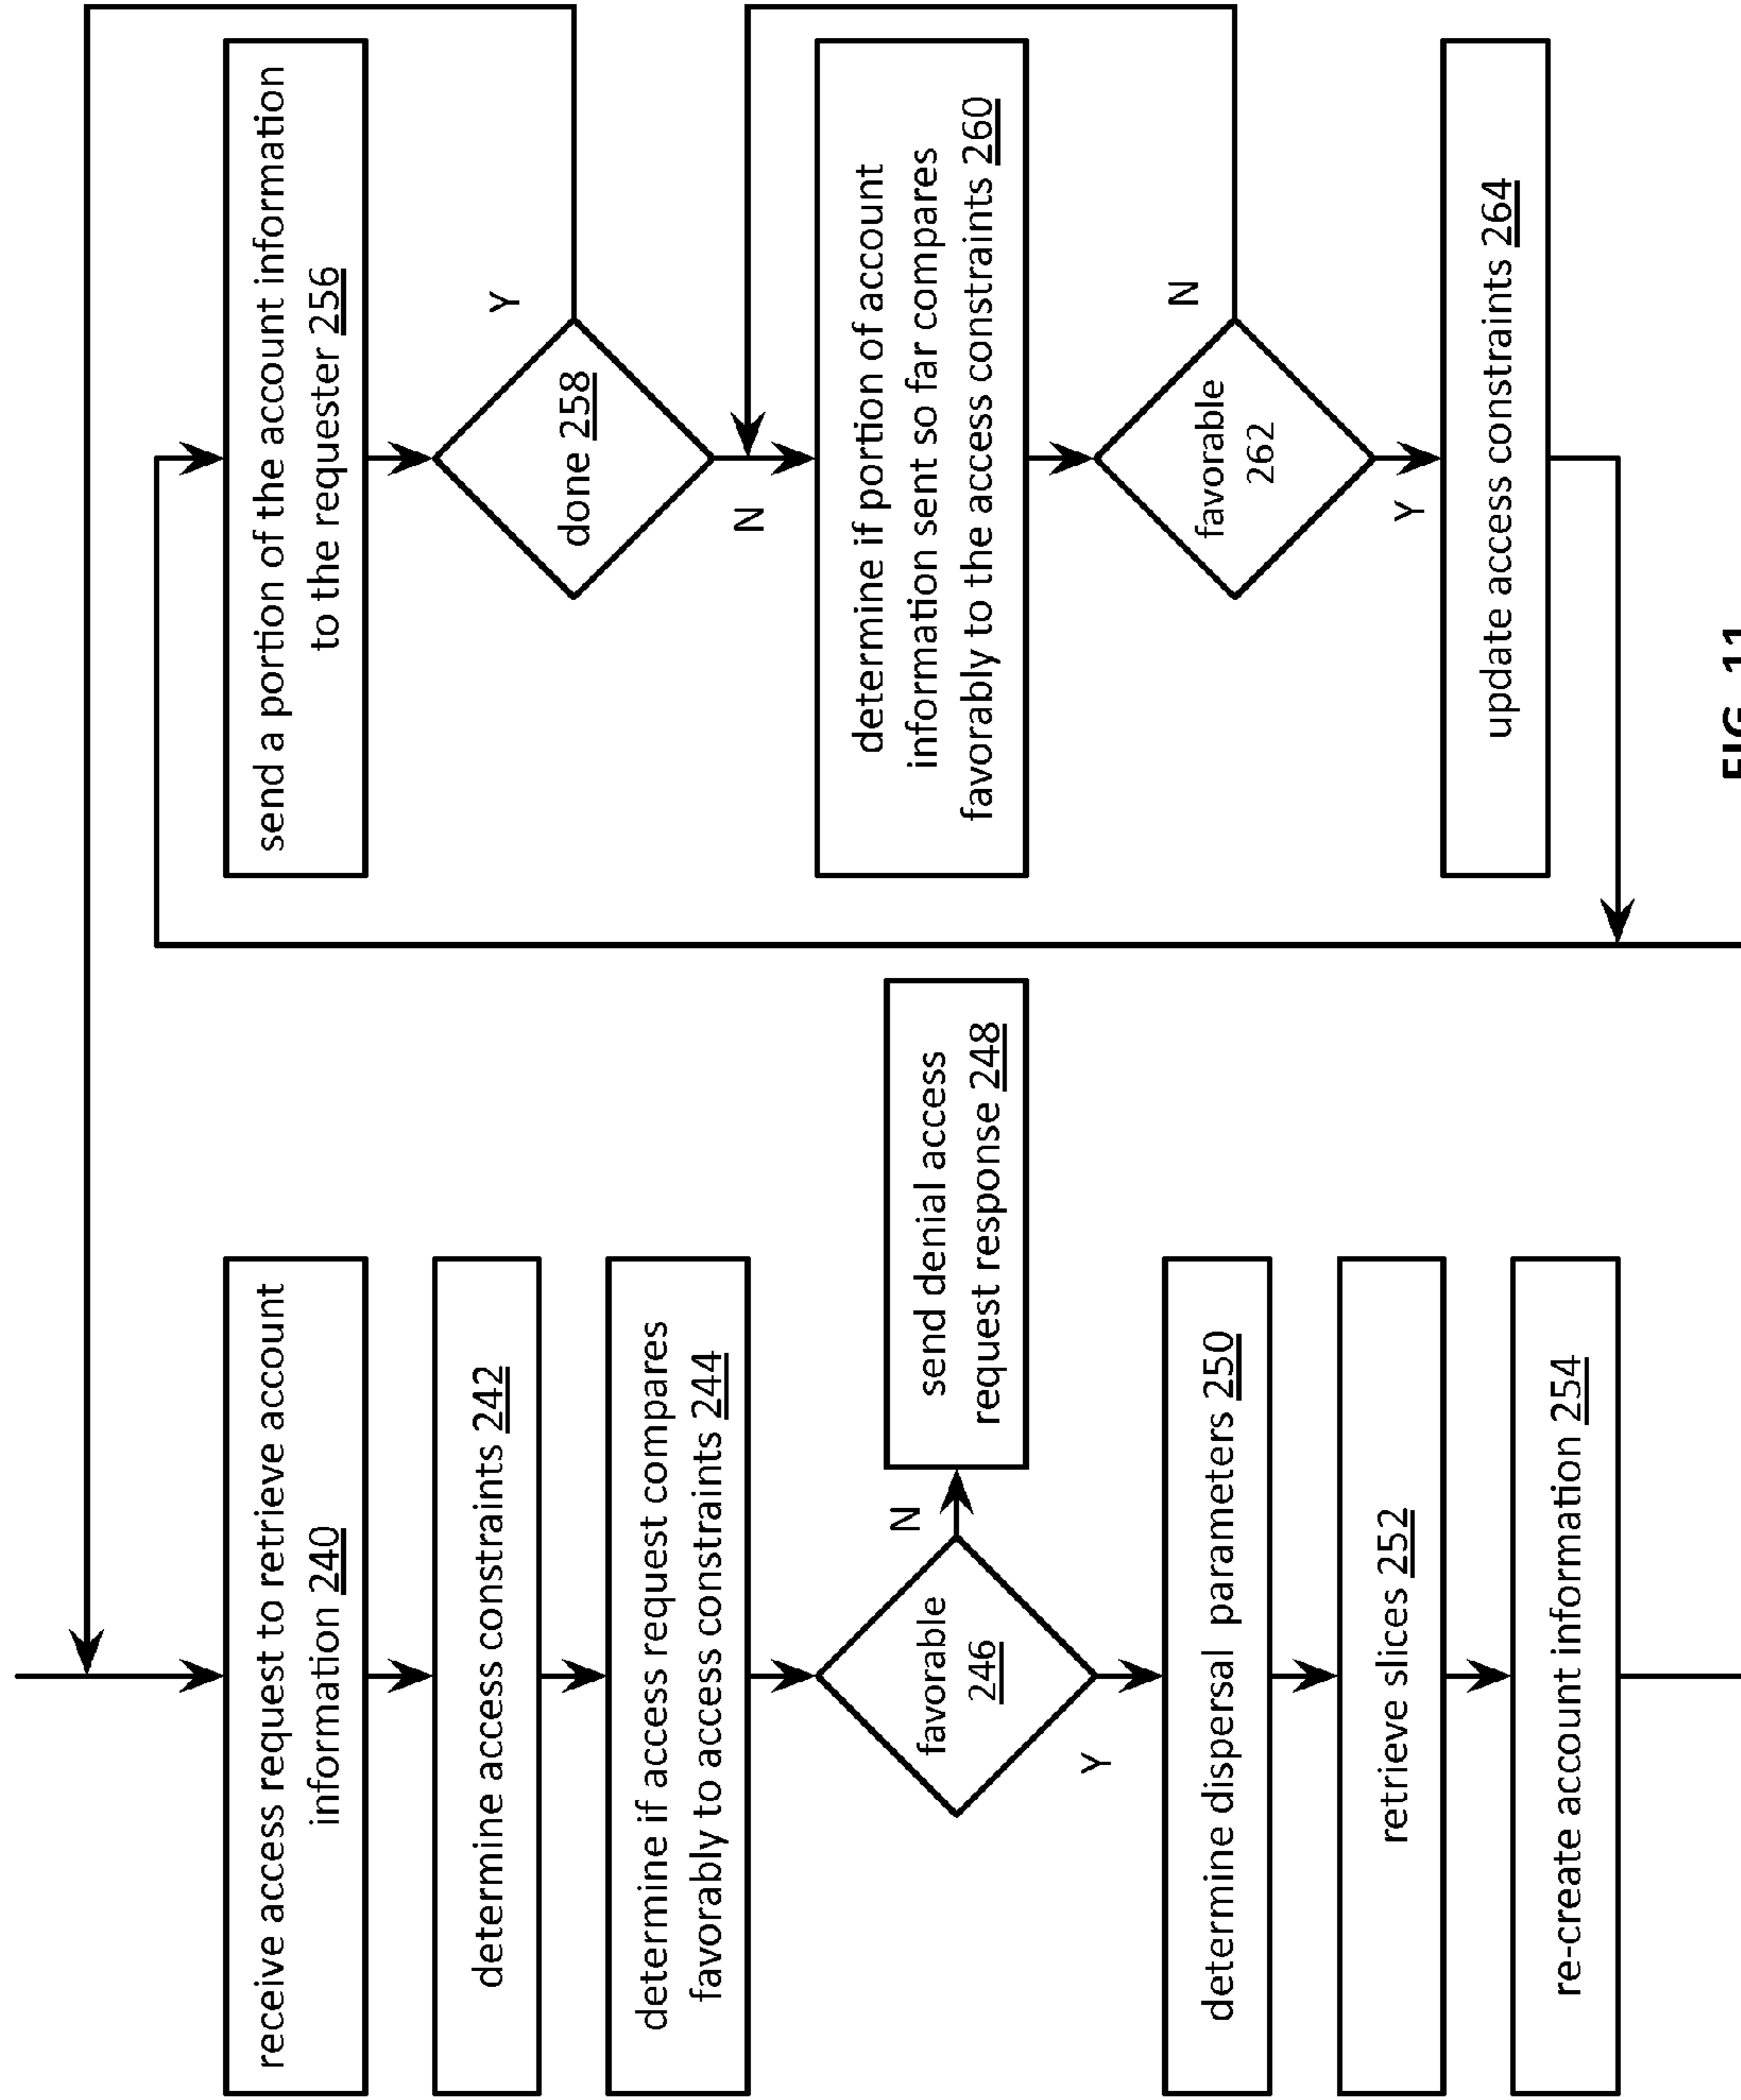 receive access request to retrieve account
information 240
determine access constraints 242
determine if access request compares
favorably to access constraints 244
favorable
246
N
send denial access
request response 248
Y
determine dispersal parameters 250
retrieve slices 252
re-create account information 254
send a portion of the account information
to the requester 256
done 258
Y
N
determine if portion of account
information sent so far compares
favorably to the access constraints 260
favorable
262
N
Y
update access constraints 264
FIG. 11